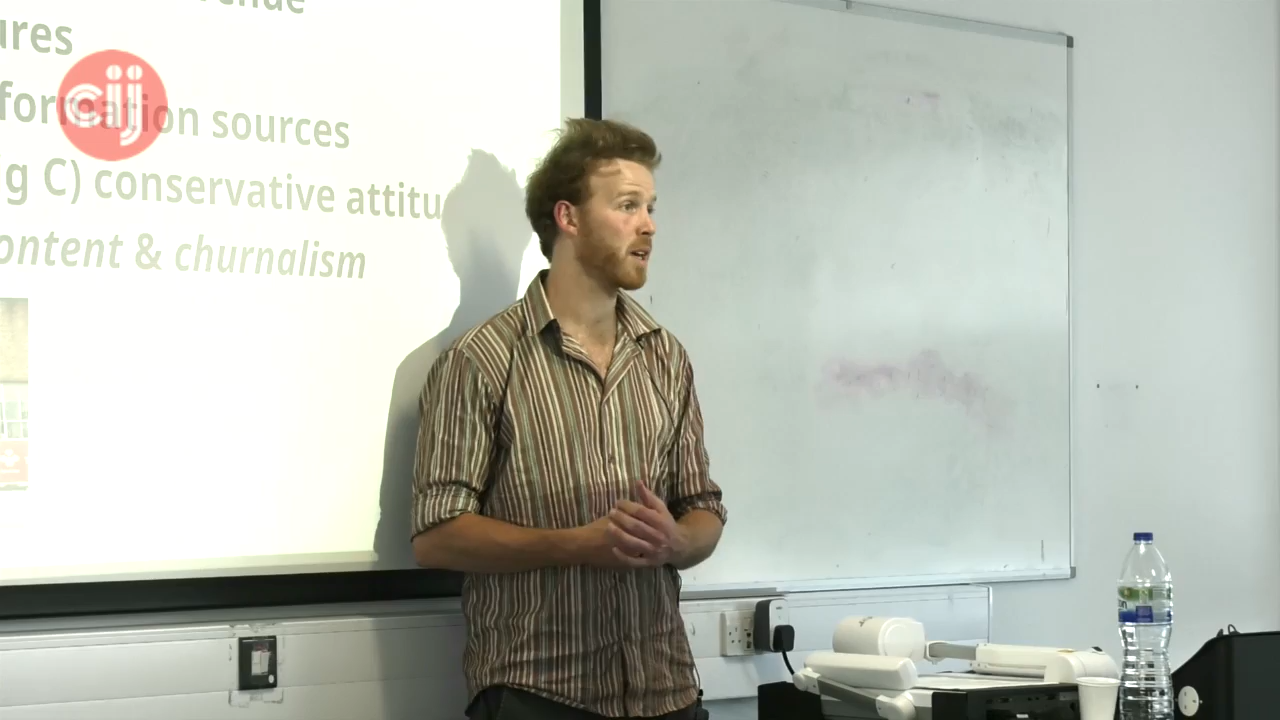 ures
formation sources
g C) conservative attitu
ontent & churnalism
cij